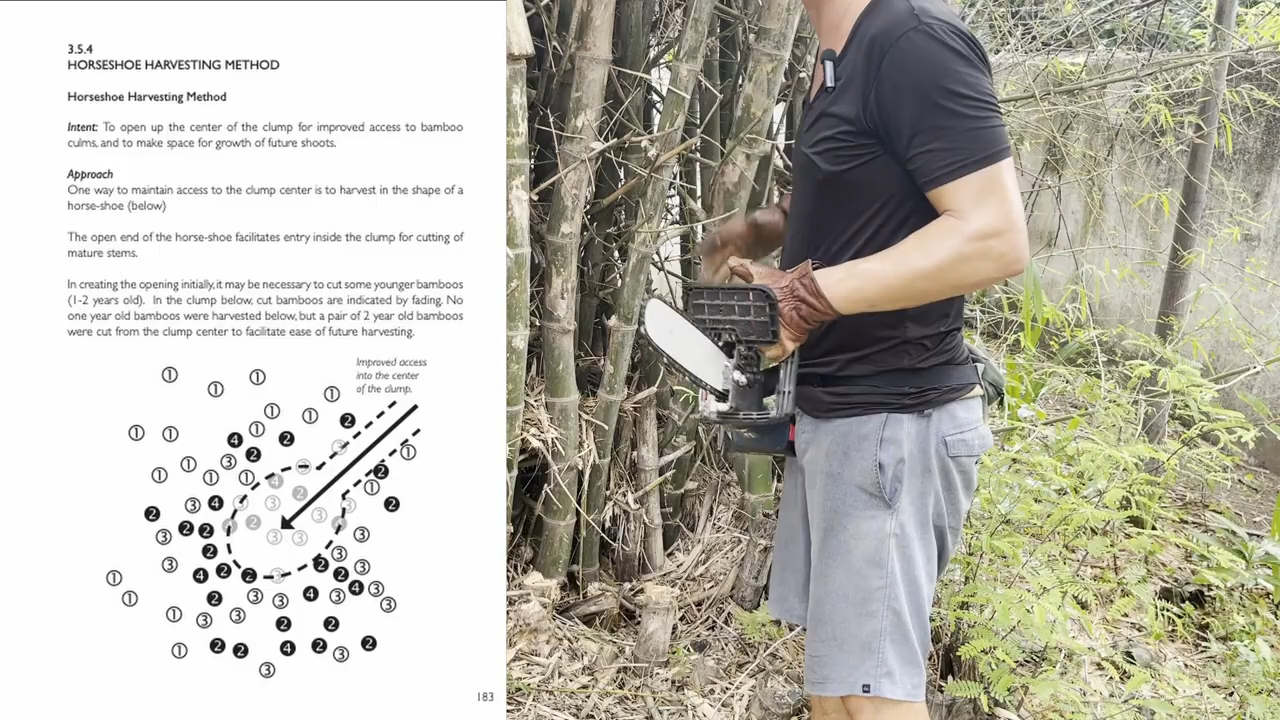 3.5.4
HORSESHOE HARVESTING METHOD
Horseshoe Harvesting Method
Intent: To open up the center of the clump for improved access to bamboo
culms, and to make space for growth of future shoots.
Approach
One way to maintain access to the clump center is to harvest in the shape of a
horse-shoe (below)
The open end of the horse-shoe facilitates entry inside the clump for cutting of
mature stems.
In creating the opening initially, it may be necessary to cut some younger bamboos
(1-2 years old). In the clump below, cut bamboos are indicated by fading. No
one year old bamboos were harvested below, but a pair of 2 year old bamboos
were cut from the clump center to facilitate ease of future harvesting.
Improved access
into the center
of the clump.
183